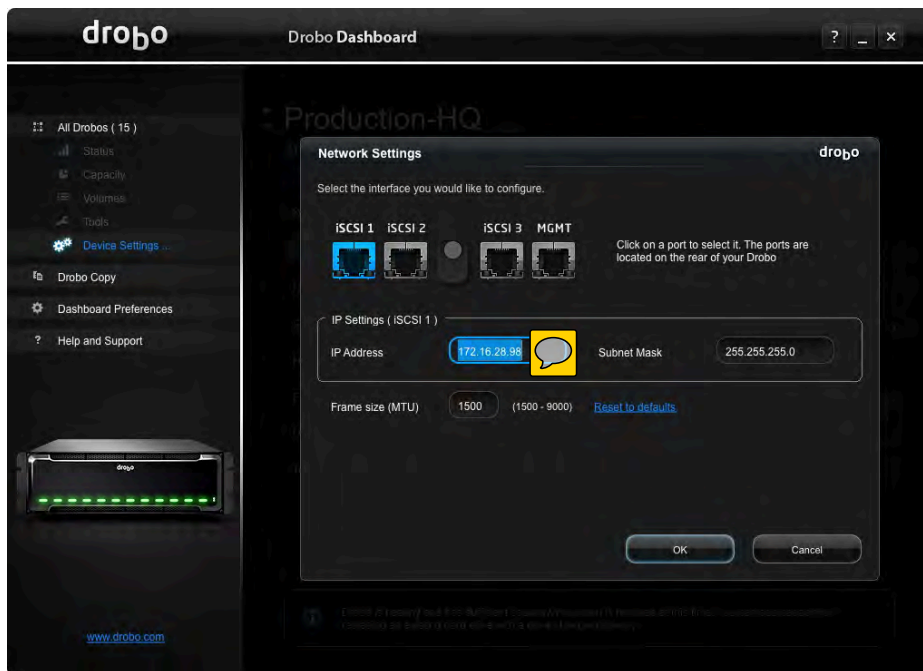 drobo
Drobo Dashboard
?
All Drobos ( 15 )
Status
Capacity
Volumes
Tools
Device Settings ...
Drobo Copy
Dashboard Preferences
? Help and Support
drobo
www.drobo.com
Production-HQ
Network Settings
drobo
Select the interface you would like to configure.
iSCSI 1 iSCSI 2 iSCSI 3 MGMT
Click on a port to select it. The ports are
located on the rear of your Drobo
IP Settings ( iSCSI 1 )
IP Address 172.16.28.98 Subnet Mask 255.255.255.0
Frame size (MTU) 1500 (1500 - 9000) Reset to defaults
OK Cancel